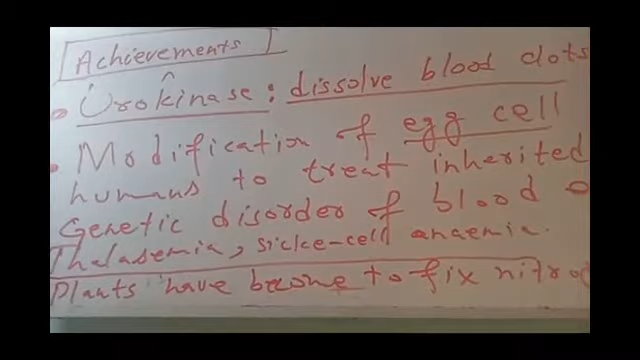 Achievements
Urokinase: dissolve blood clots
Modification of egg cell
humans to treat inherited
Genetic disorder of blood
Thalasemia, sickle-cell anaemia.
Plants have become to fix nitrog